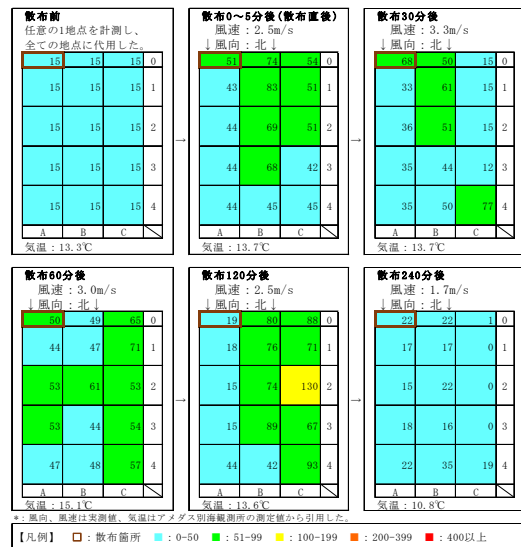 散布前
任意の1地点を計測し、
全ての地点に代用した。
15 15 15 0
15 15 15 1
15 15 15 2
15 15 15 3
15 15 15 4
A B C
気温：13.3℃
→
散布0～5分後(散布直後)
風速：2.5m/s
↓風向：北↓
51 74 54 0
43 83 51 1
44 69 51 2
44 68 42 3
44 45 45 4
A B C
気温：13.7℃
→
散布30分後
風速：3.3m/s
↓風向：北↓
68 50 15 0
33 61 15 1
36 51 15 2
35 44 12 3
35 50 77 4
A B C
気温：13.7℃
散布60分後
風速：3.0m/s
↓風向：北↓
50 49 65 0
44 47 71 1
53 61 53 2
53 44 54 3
47 48 57 4
A B C
気温：15.1℃
→
散布120分後
風速：2.5m/s
↓風向：北↓
19 80 88 0
18 76 71 1
15 74 130 2
15 89 67 3
44 42 93 4
A B C
気温：13.6℃
→
散布240分後
風速：1.7m/s
↓風向：北↓
22 22 1 0
17 17 0 1
15 22 0 2
18 16 0 3
22 35 19 4
A B C
気温：10.8℃
*：風向、風速は実測値、気温はアメダス別海観測所の測定値から引用した。
【凡例】 ：散布箇所 ：0-50 ：51-99 ：100-199 ：200-399 ：400以上